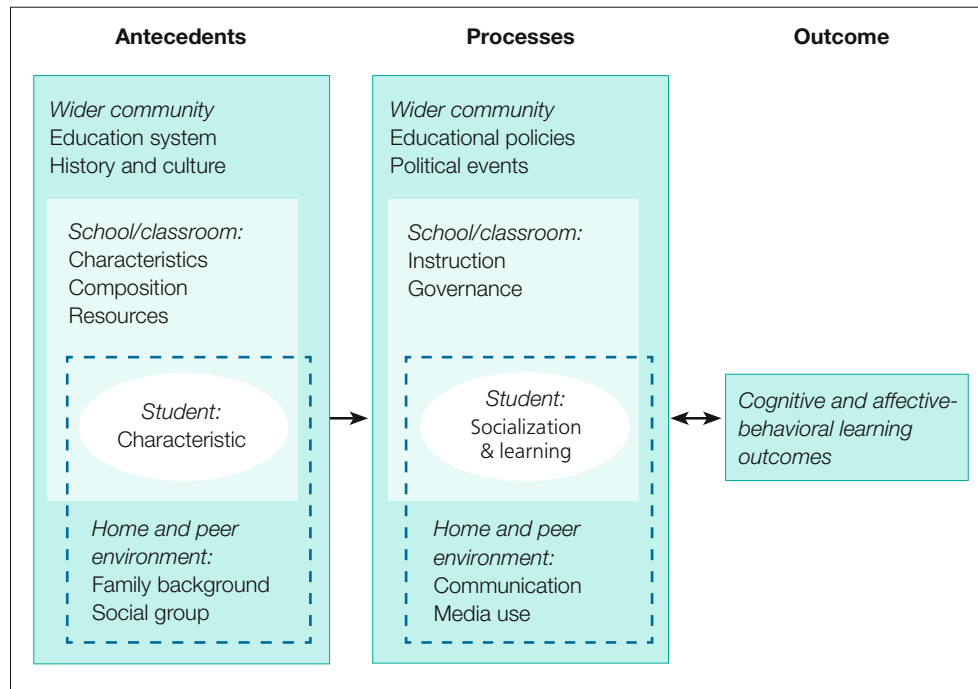 Antecedents
Processes
Outcome
Wider community
Education system
History and culture
School/classroom:
Characteristics
Composition
Resources
Student:
Characteristic
Home and peer
environment:
Family background
Social group
Wider community
Educational policies
Political events
School/classroom:
Instruction
Governance
Student:
Socialization
& learning
Home and peer
environment:
Communication
Media use
Cognitive and affective-
behavioral learning
outcomes